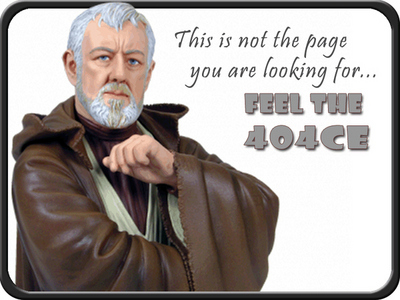 This is not the page
you are looking for...
FEEL THE
404CE